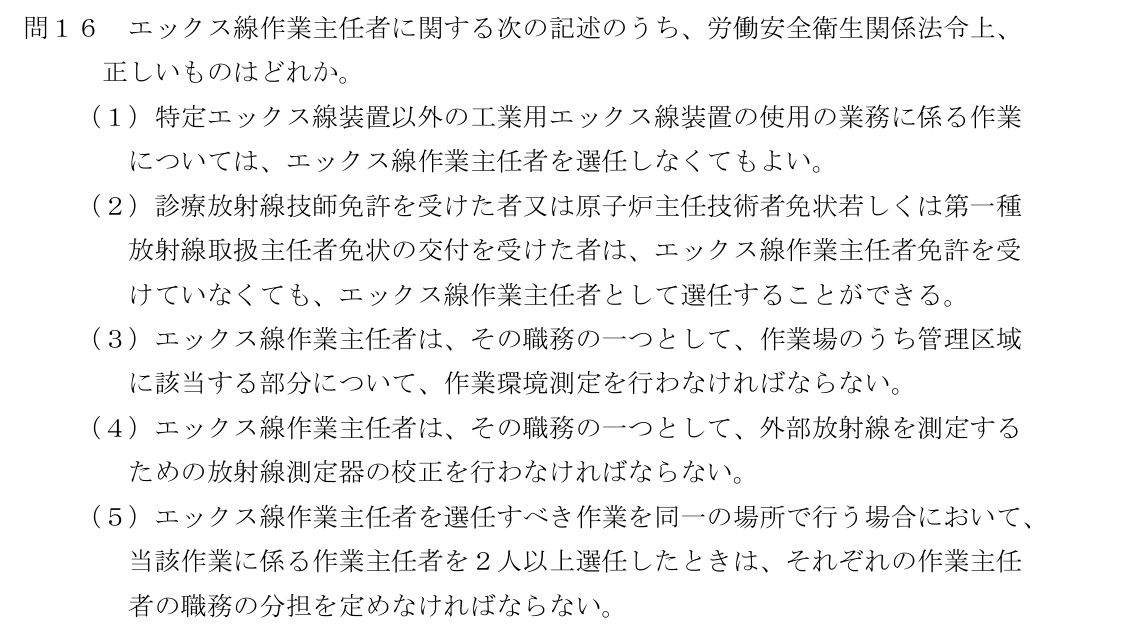 問１６　エックス線作業主任者に関する次の記述のうち、労働安全衛生関係法令上、
正しいものはどれか。
（１）特定エックス線装置以外の工業用エックス線装置の使用の業務に係る作業
については、エックス線作業主任者を選任しなくてもよい。
（２）診療放射線技師免許を受けた者又は原子炉主任技術者免状若しくは第一種
放射線取扱主任者免状の交付を受けた者は、エックス線作業主任者免許を受
けていなくても、エックス線作業主任者として選任することができる。
（３）エックス線作業主任者は、その職務の一つとして、作業場のうち管理区域
に該当する部分について、作業環境測定を行わなければならない。
（４）エックス線作業主任者は、その職務の一つとして、外部放射線を測定する
ための放射線測定器の校正を行わなければならない。
（５）エックス線作業主任者を選任すべき作業を同一の場所で行う場合において、
当該作業に係る作業主任者を２人以上選任したときは、それぞれの作業主任
者の職務の分担を定めなければならない。